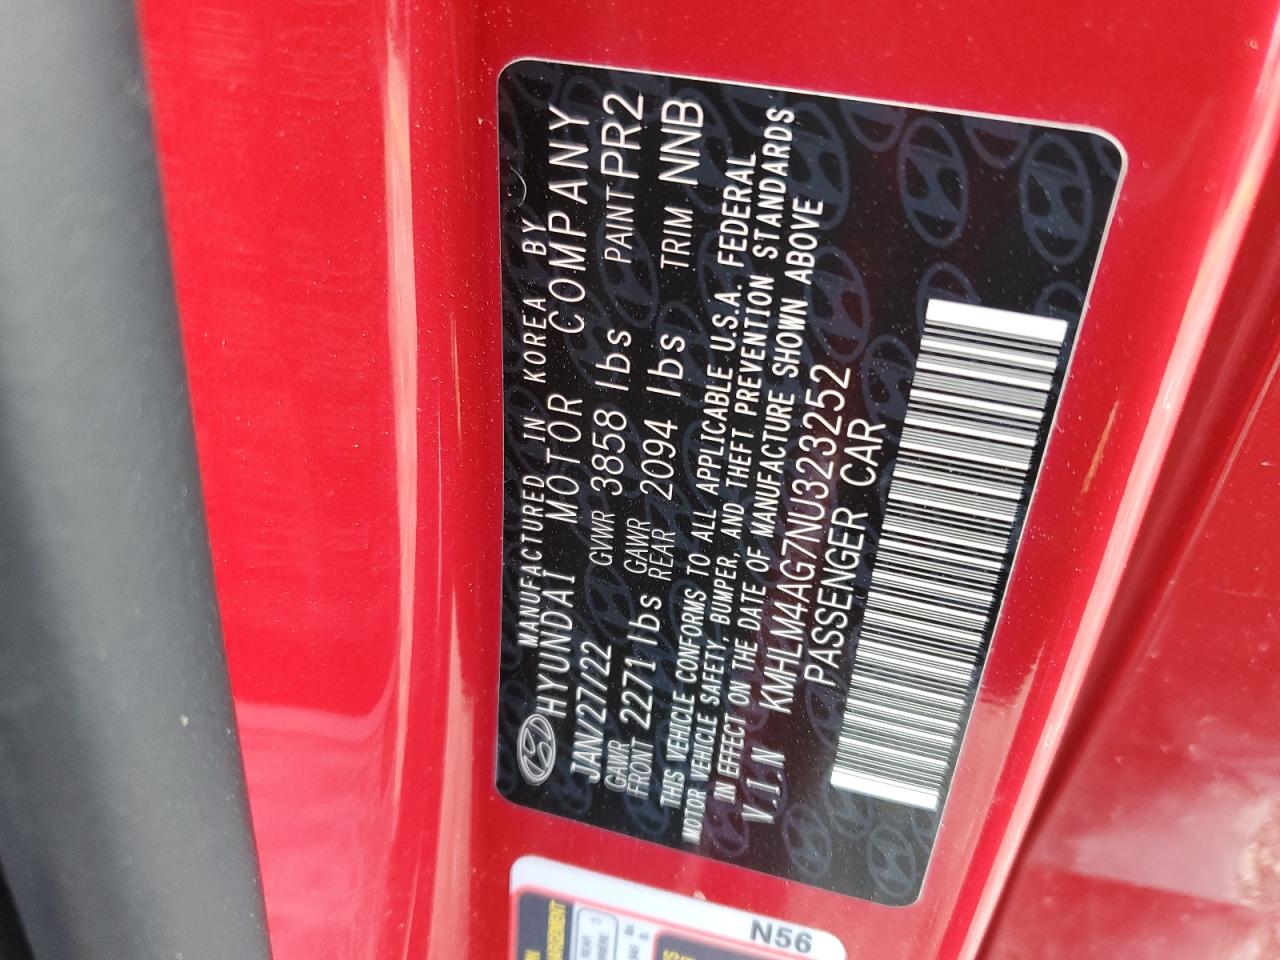 MANUFACTURED IN KOREA BY
HYUNDAI MOTOR COMPANY
JAN/27/22 GVWR 3858 lbs PAINT PR2
GAWR FRONT 2271 lbs GAWR REAR 2094 lbs TRIM NNB
THIS VEHICLE CONFORMS TO ALL APPLICABLE U.S.A. FEDERAL
MOTOR VEHICLE SAFETY, BUMPER, AND THEFT PREVENTION STANDARDS
IN EFFECT ON THE DATE OF MANUFACTURE SHOWN ABOVE
V.I.N KMHLM4AG7NU323252
PASSENGER CAR
N56